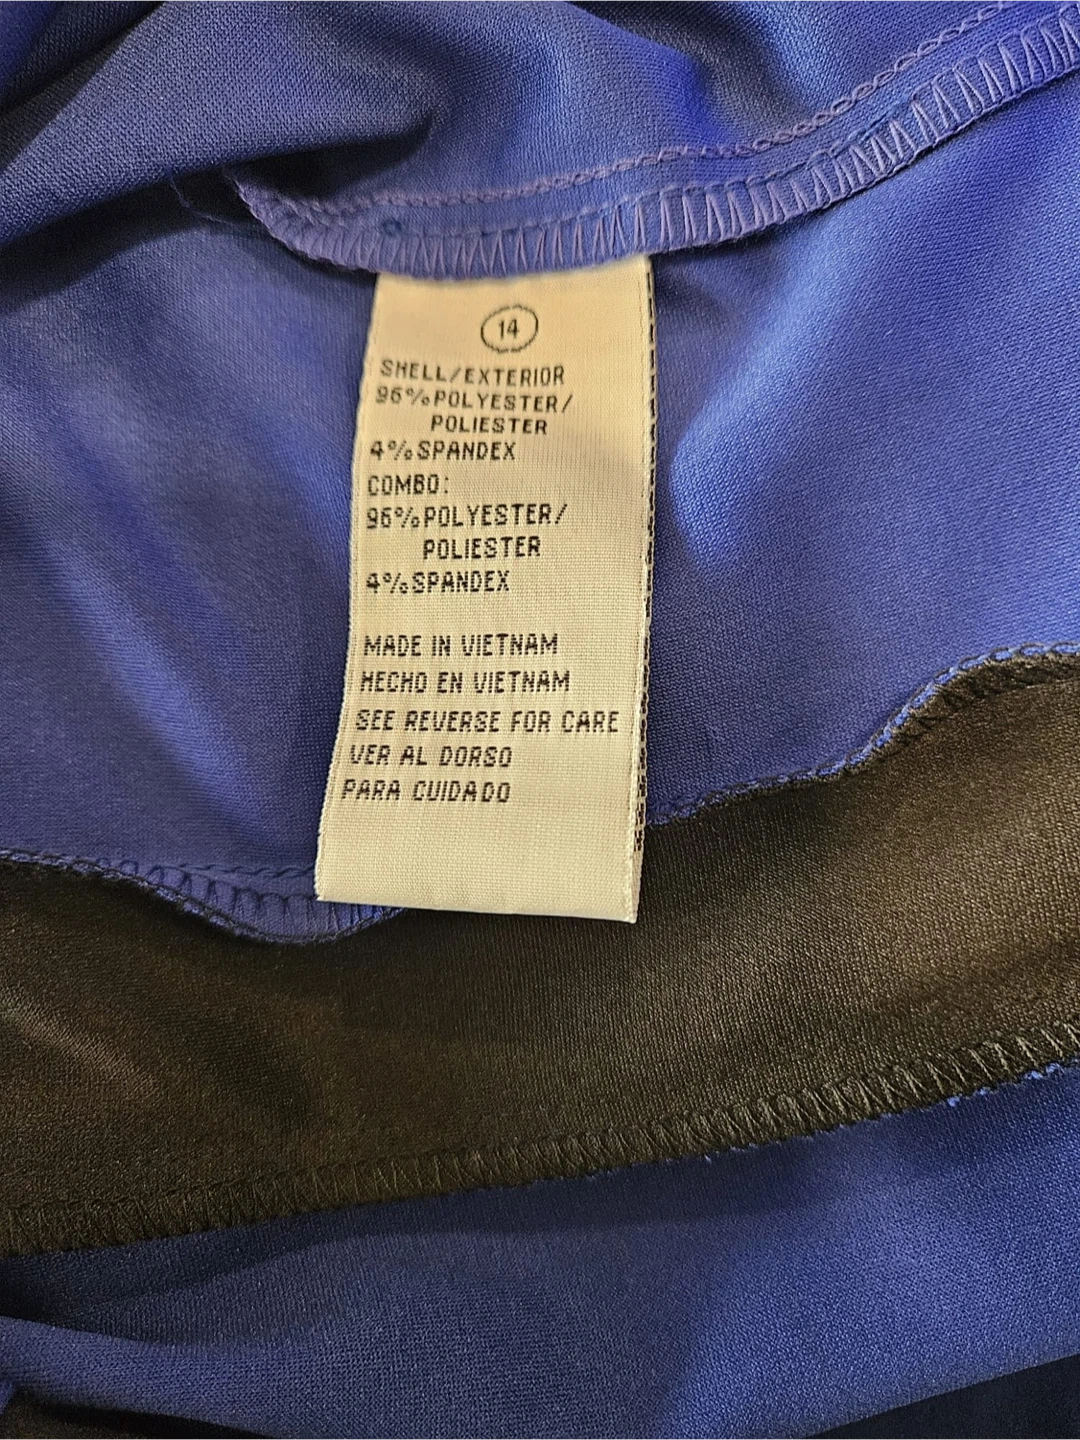 14
SHELL/EXTERIOR
96%POLYESTER/
POLIESTER
4%SPANDEX
COMBO:
96%POLYESTER/
POLIESTER
4%SPANDEX
MADE IN VIETNAM
HECHO EN VIETNAM
SEE REVERSE FOR CARE
VER AL DORSO
PARA CUIDADO